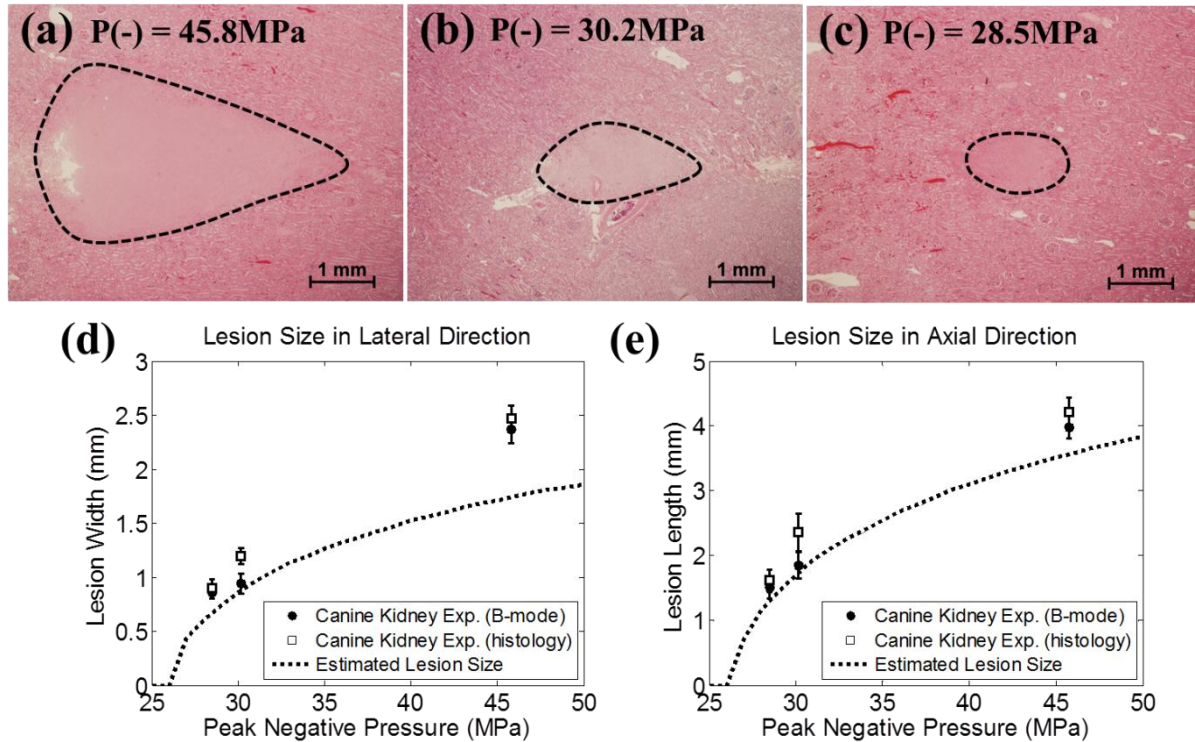 (a) P(-) = 45.8MPa
1 mm
(b) P(-) = 30.2MPa
1 mm
(c) P(-) = 28.5MPa
1 mm
(d)
Lesion Size in Lateral Direction
3
2.5
2
1.5
1
0.5
0
Lesion Width (mm)
Canine Kidney Exp. (B-mode)
Canine Kidney Exp. (histology)
Estimated Lesion Size
25 30 35 40 45 50
Peak Negative Pressure (MPa)
(e)
Lesion Size in Axial Direction
5
4
3
2
1
0
Lesion Length (mm)
Canine Kidney Exp. (B-mode)
Canine Kidney Exp. (histology)
Estimated Lesion Size
25 30 35 40 45 50
Peak Negative Pressure (MPa)